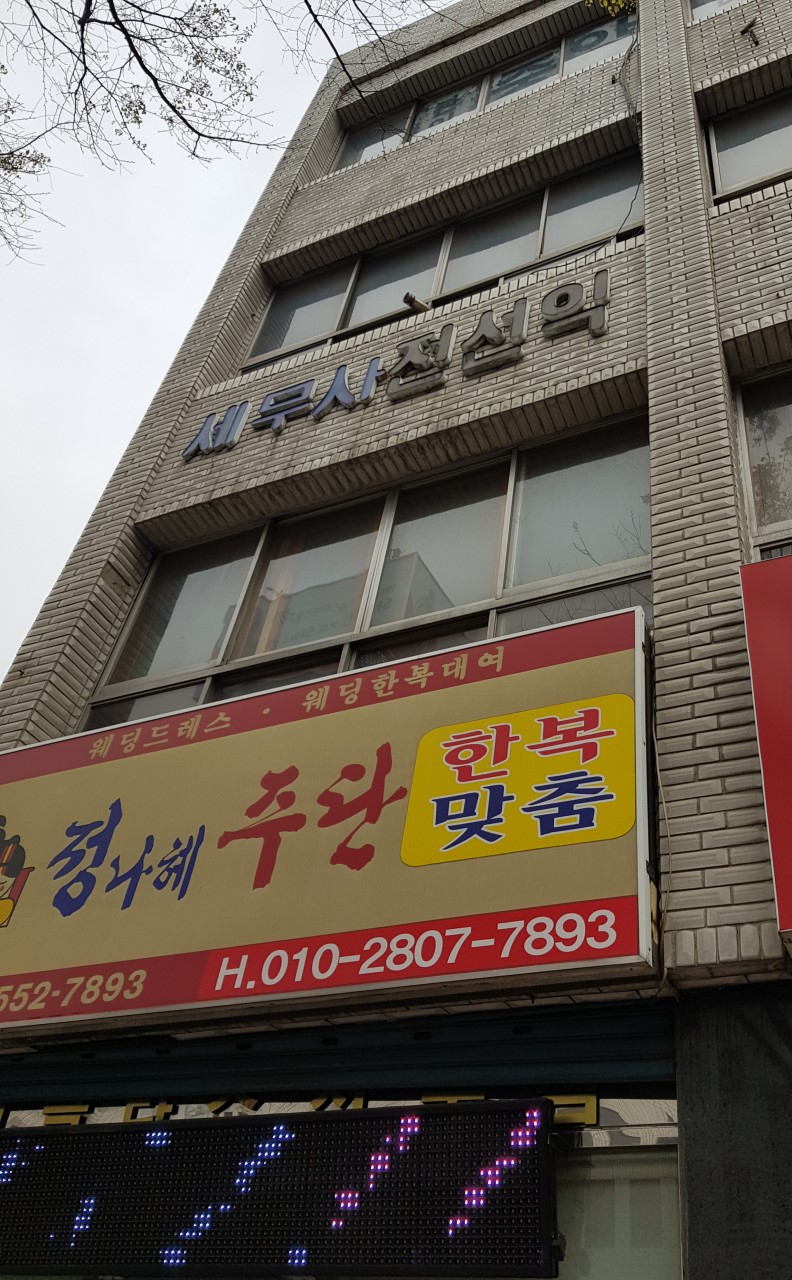 세무사전선익
웨딩드레스 · 웨딩한복대여
정나혜 주단
한복
맞춤
552-7893
H.010-2807-7893